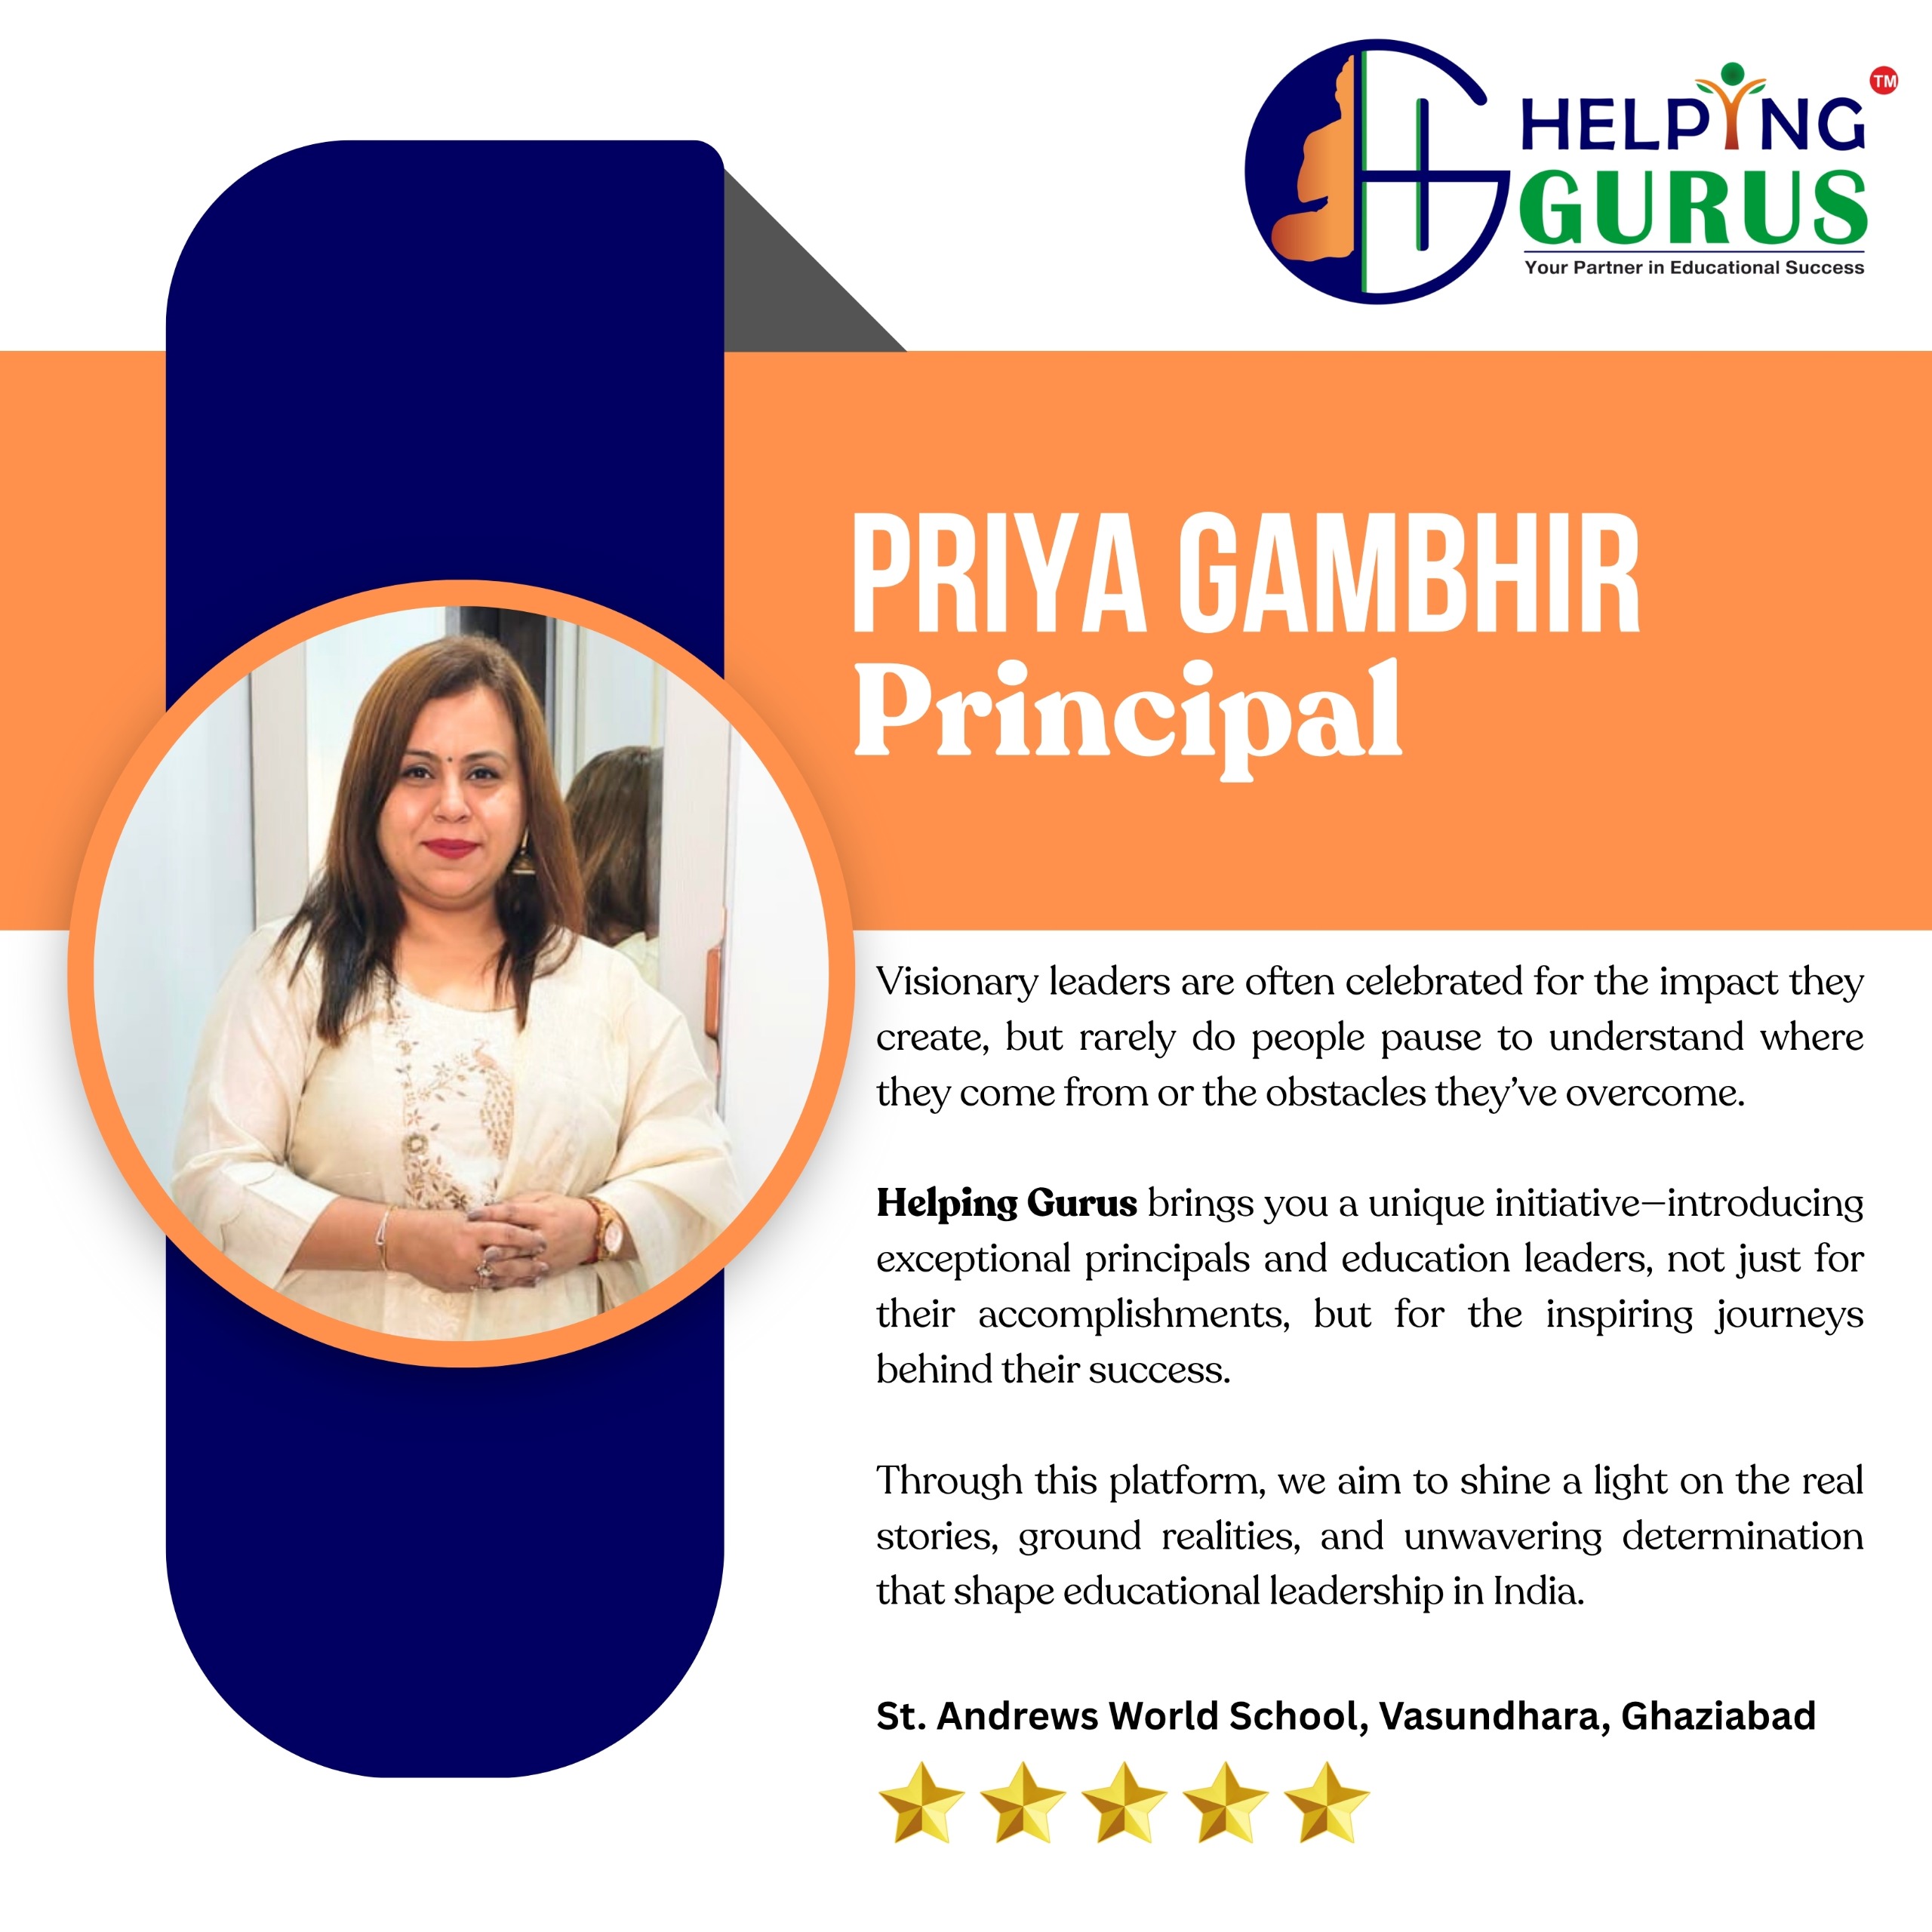 HELPING
TM
GURUS
Your Partner in Educational Success
PRIYA GAMBHIR
Principal
Visionary leaders are often celebrated for the impact they
create, but rarely do people pause to understand where
they come from or the obstacles they’ve overcome.
Helping Gurus brings you a unique initiative—introducing
exceptional principals and education leaders, not just for
their accomplishments, but for the inspiring journeys
behind their success.
Through this platform, we aim to shine a light on the real
stories, ground realities, and unwavering determination
that shape educational leadership in India.
St. Andrews World School, Vasundhara, Ghaziabad